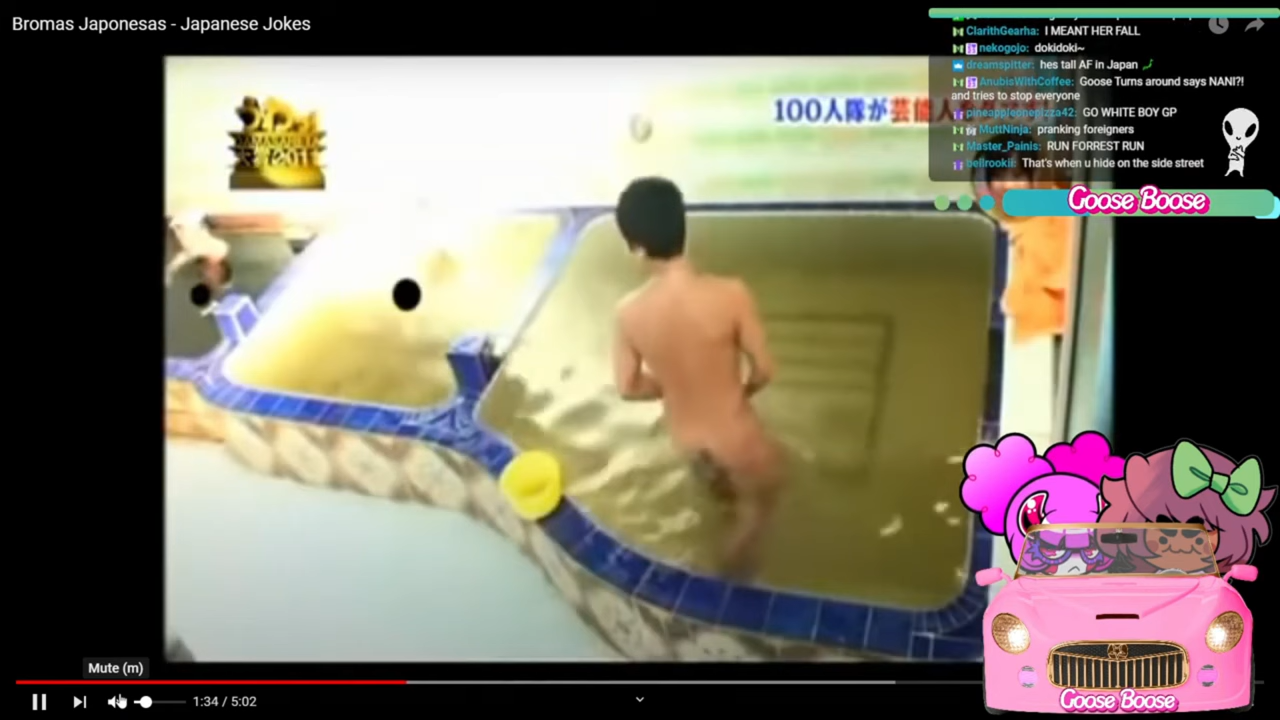 Bromas Japonesas - Japanese Jokes
ClarithGearha: I MEANT HER FALL
nekogojo: dokidoki~
dreamspitter: hes tall AF in Japan
AnubisWithCoffee: Goose Turns around says NANI?!
and tries to stop everyone
pineappleonepizza42: GO WHITE BOY GP
MuttNinja: pranking foreigners
Master_Painis: RUN FORREST RUN
bellrookii: That's when u hide on the side street
100人隊が芸能人
2011
Goose Boose
Goose Boose
Mute (m)
1:34 / 5:02